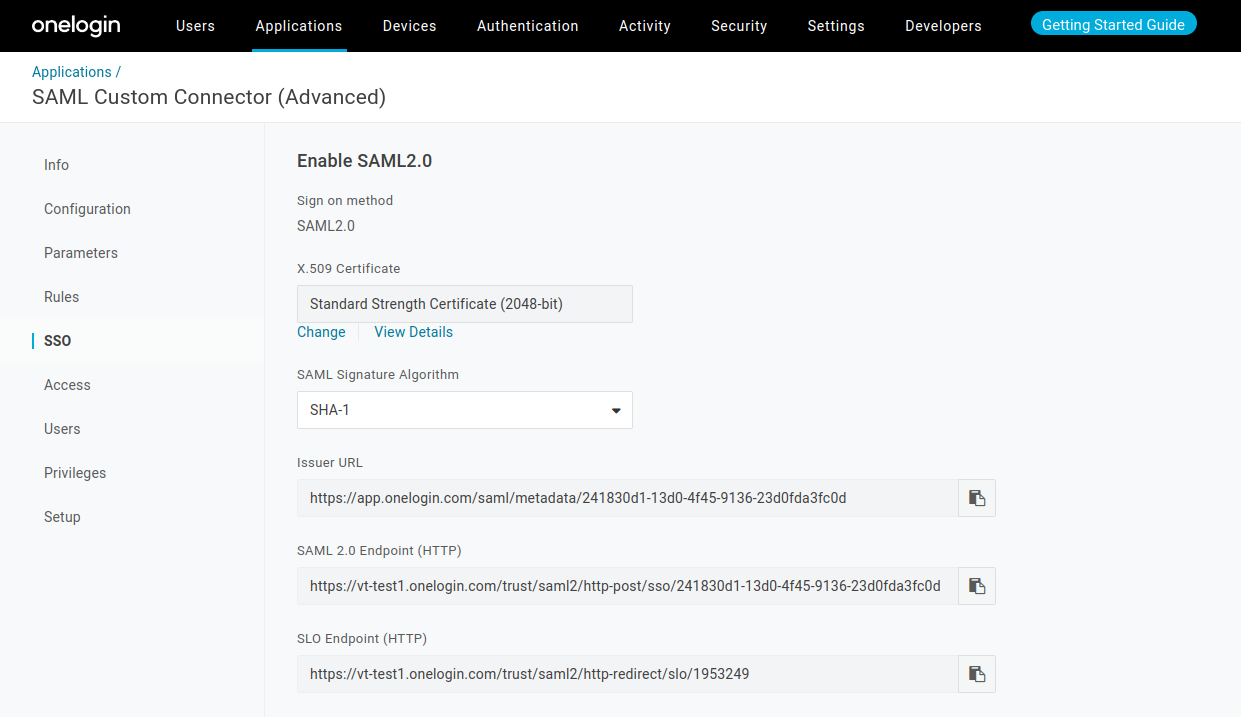 onelogin
Users Applications Devices Authentication Activity Security Settings Developers Getting Started Guide
Applications /
SAML Custom Connector (Advanced)
Info
Configuration
Parameters
Rules
SSO
Access
Users
Privileges
Setup
Enable SAML2.0
Sign on method
SAML2.0
X.509 Certificate
Standard Strength Certificate (2048-bit)
Change View Details
SAML Signature Algorithm
SHA-1
Issuer URL
https://app.onelogin.com/saml/metadata/241830d1-13d0-4f45-9136-23d0fda3fc0d
SAML 2.0 Endpoint (HTTP)
https://vt-test1.onelogin.com/trust/saml2/http-post/sso/241830d1-13d0-4f45-9136-23d0fda3fc0d
SLO Endpoint (HTTP)
https://vt-test1.onelogin.com/trust/saml2/http-redirect/slo/1953249